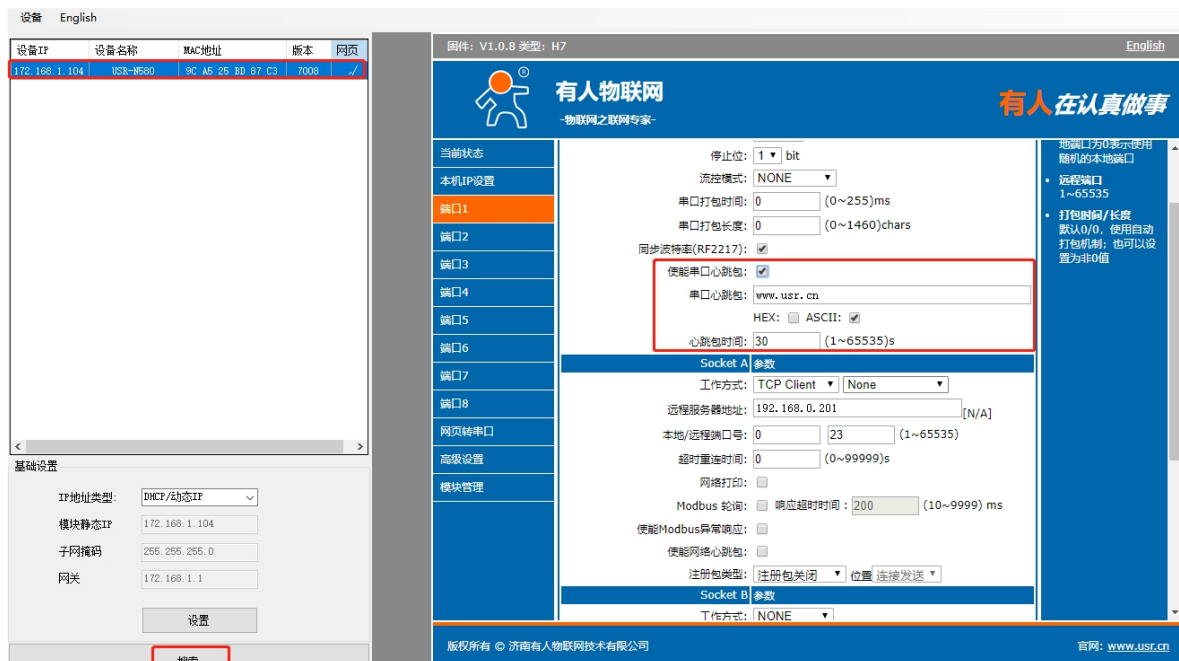 设备 English
设备IP 设备名称 MAC地址 版本 网页
172.168.1.104 USR-N580 9C A5 25 BD 87 C3 7008 √
基础设置
IP地址类型: DHCP/动态IP
模块静态IP 172.168.1.104
子网掩码 255.255.255.0
网关 172.168.1.1
设置
搜索
固件: V1.0.8 类型: H7 English
®
有人物联网
-物联网之联网专家-
有人在认真做事
当前状态
本机IP设置
端口1
端口2
端口3
端口4
端口5
端口6
端口7
端口8
网页转串口
高级设置
模块管理
停止位: 1 bit
流控模式: NONE
串口打包时间: 0 (0~255)ms
串口打包长度: 0 (0~1460)chars
同步波特率(RF2217):
使能串口心跳包:
串口心跳包: www.usr.cn
HEX: ASCII:
心跳包时间: 30 (1~65535)s
Socket A 参数
工作方式: TCP Client None
远程服务器地址: 192.168.0.201 [N/A]
本地/远程端口号: 0 23 (1~65535)
超时重连时间: 0 (0~99999)s
网络打印:
Modbus 轮询: 响应超时时间 : 200 (10~9999) ms
使能Modbus异常响应:
使能网络心跳包:
注册包类型: 注册包关闭 位置 连接发送
Socket B 参数
工作方式: NONE
地端口为0表示使用
随机的本地端口
• 远程端口
1~65535
• 打包时间/长度
默认0/0, 使用自动
打包机制; 也可以设
置为非0值
版权所有 © 济南有人物联网技术有限公司 官网: www.usr.cn